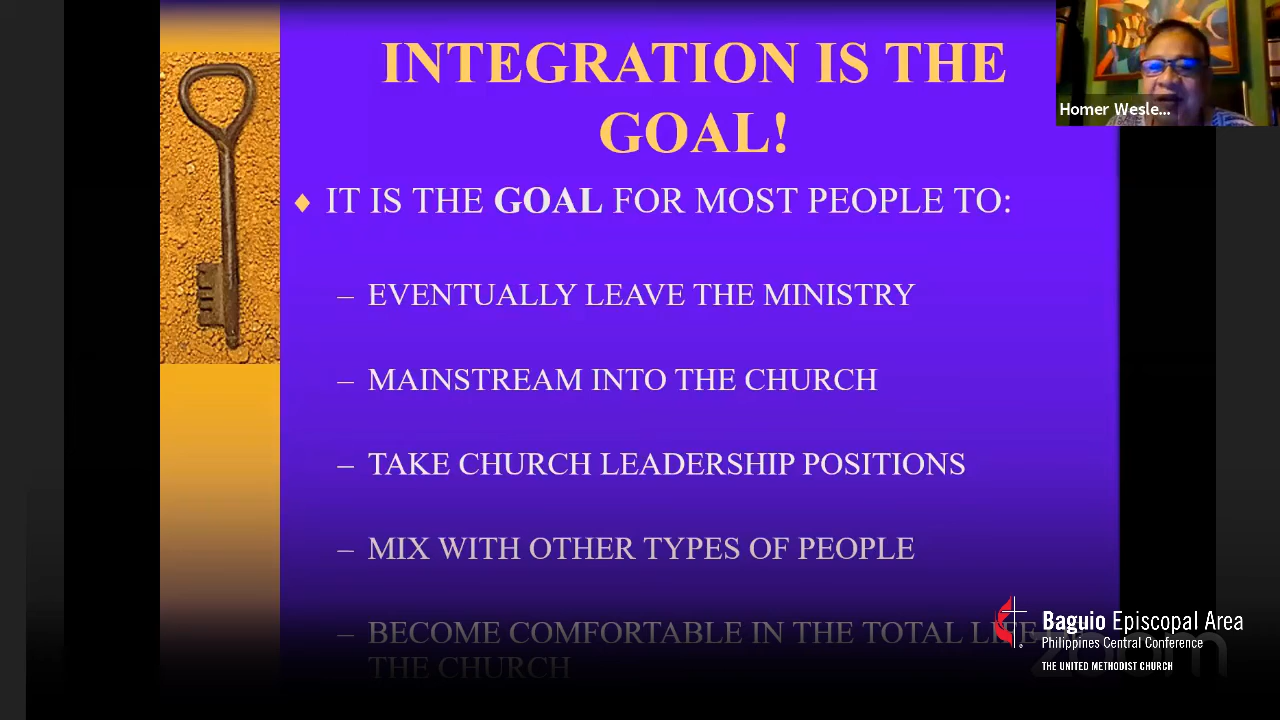 INTEGRATION IS THE
GOAL!
♦ IT IS THE GOAL FOR MOST PEOPLE TO:
– EVENTUALLY LEAVE THE MINISTRY
– MAINSTREAM INTO THE CHURCH
– TAKE CHURCH LEADERSHIP POSITIONS
– MIX WITH OTHER TYPES OF PEOPLE
– BECOME COMFORTABLE IN THE TOTAL LIFE
THE CHURCH
Homer Wesle...
Baguio Episcopal Area
Philippines Central Conference
THE UNITED METHODIST CHURCH
zoom